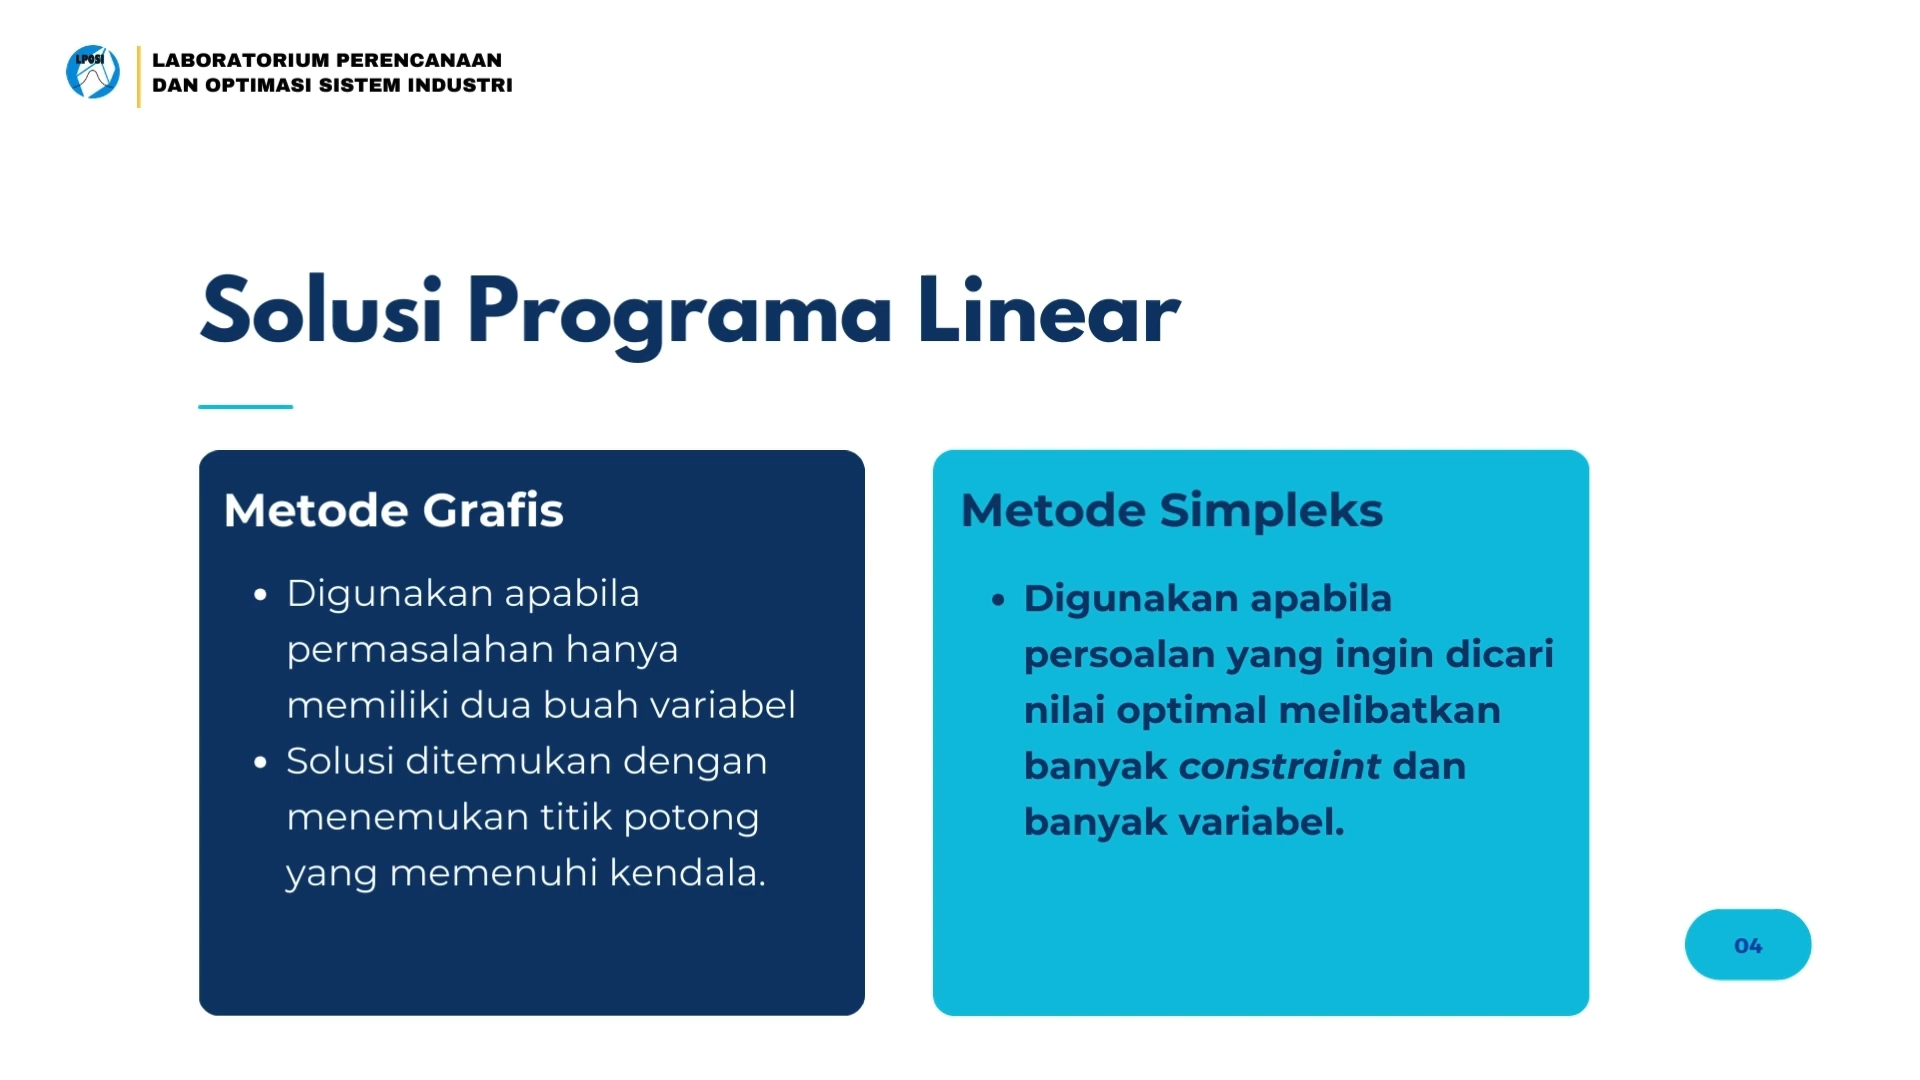 LPOSI
LABORATORIUM PERENCANAAN
DAN OPTIMASI SISTEM INDUSTRI
Solusi Programa Linear
Metode Grafis
• Digunakan apabila
permasalahan hanya
memiliki dua buah variabel
• Solusi ditemukan dengan
menemukan titik potong
yang memenuhi kendala.
Metode Simpleks
• Digunakan apabila
persoalan yang ingin dicari
nilai optimal melibatkan
banyak constraint dan
banyak variabel.
04